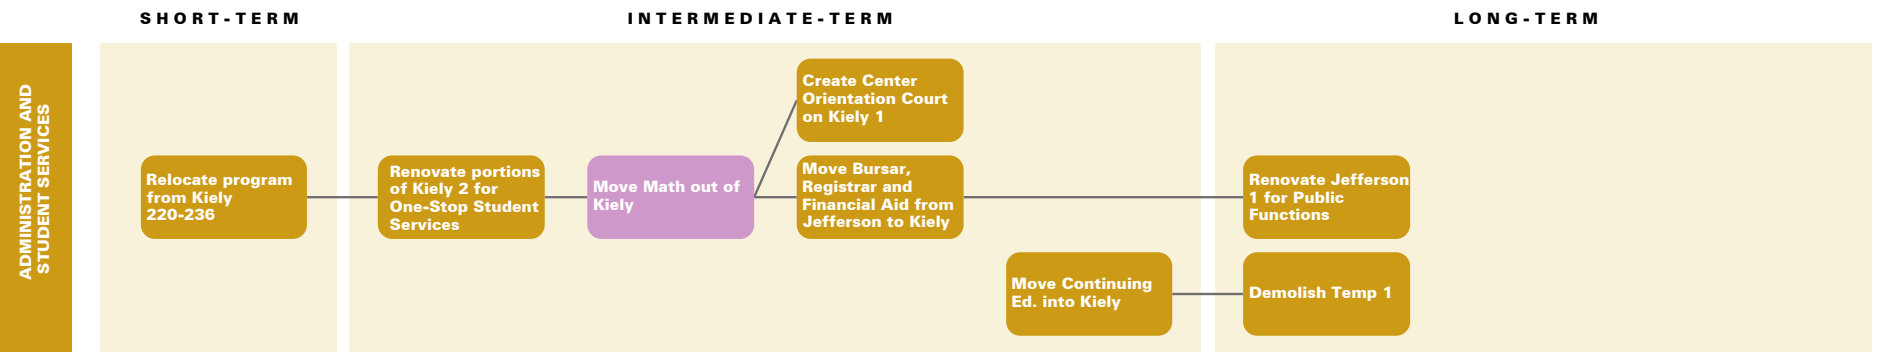 SHORT-TERM
INTERMEDIATE-TERM
LONG-TERM
ADMINISTRATION AND
STUDENT SERVICES
Relocate program
from Kiely
220-236
Renovate portions
of Kiely 2 for
One-Stop Student
Services
Move Math out of
Kiely
Create Center
Orientation Court
on Kiely 1
Move Bursar,
Registrar and
Financial Aid from
Jefferson to Kiely
Renovate Jefferson
1 for Public
Functions
Move Continuing
Ed. into Kiely
Demolish Temp 1